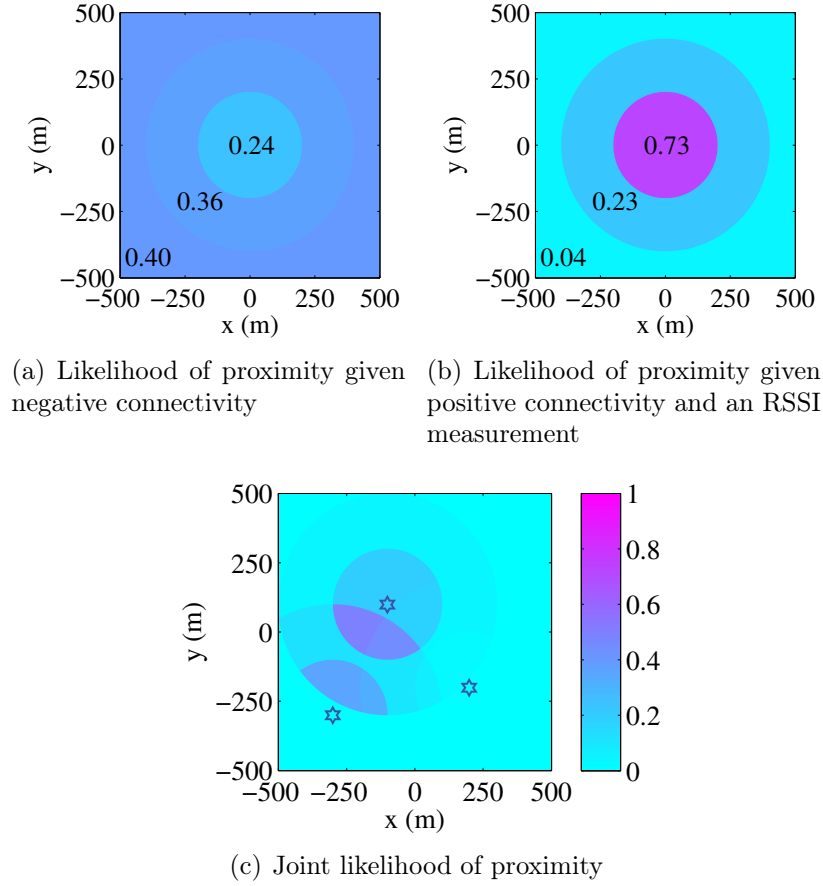 500
250
0
−250
−500
y (m)
0.24
0.36
0.40
−500 −250 0 250 500
x (m)
500
250
0
−250
−500
y (m)
0.73
0.23
0.04
−500 −250 0 250 500
x (m)
(a) Likelihood of proximity given
negative connectivity
(b) Likelihood of proximity given
positive connectivity and an RSSI
measurement
500
250
0
−250
−500
y (m)
−500 −250 0 250 500
x (m)
1
0.8
0.6
0.4
0.2
0
(c) Joint likelihood of proximity